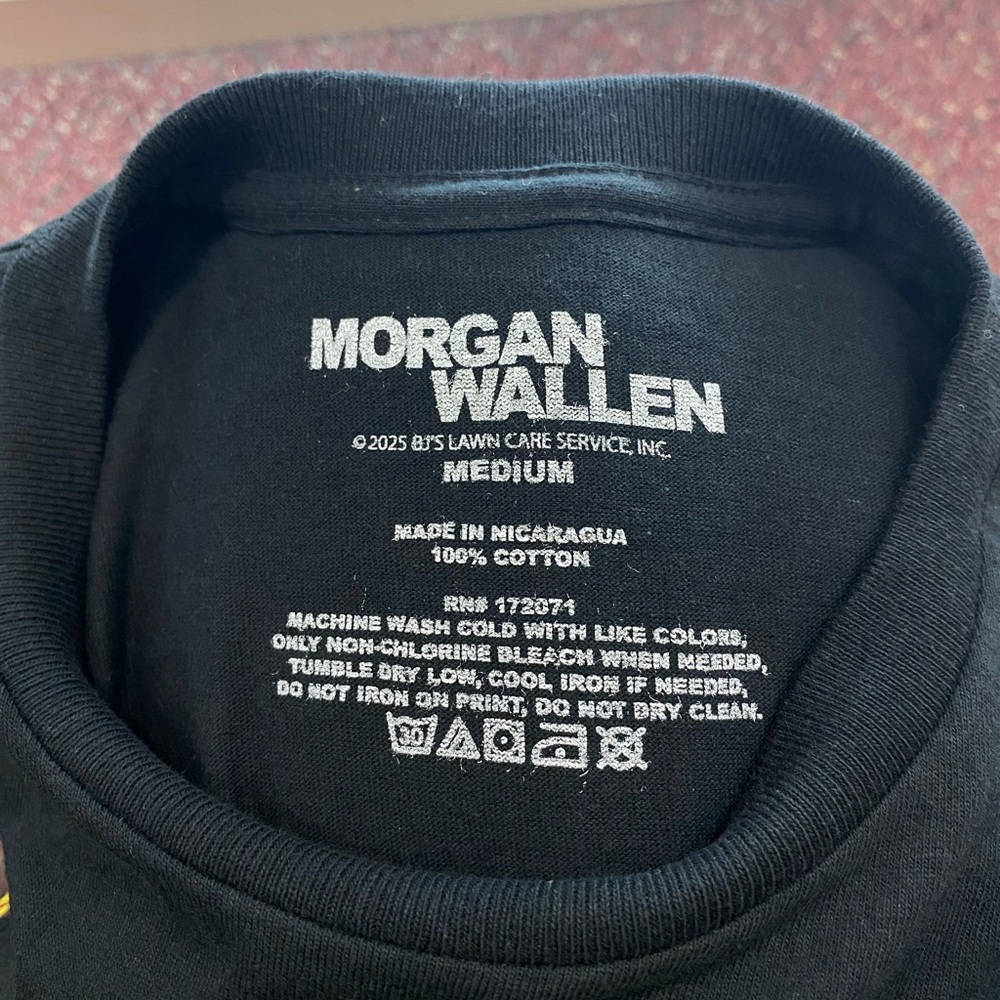 MORGAN
WALLEN
©2025 BJ'S LAWN CARE SERVICE, INC.
MEDIUM
MADE IN NICARAGUA
100% COTTON
RN# 172071
MACHINE WASH COLD WITH LIKE COLORS,
ONLY NON-CHLORINE BLEACH WHEN NEEDED,
TUMBLE DRY LOW, COOL IRON IF NEEDED,
DO NOT IRON ON PRINT, DO NOT DRY CLEAN.
30